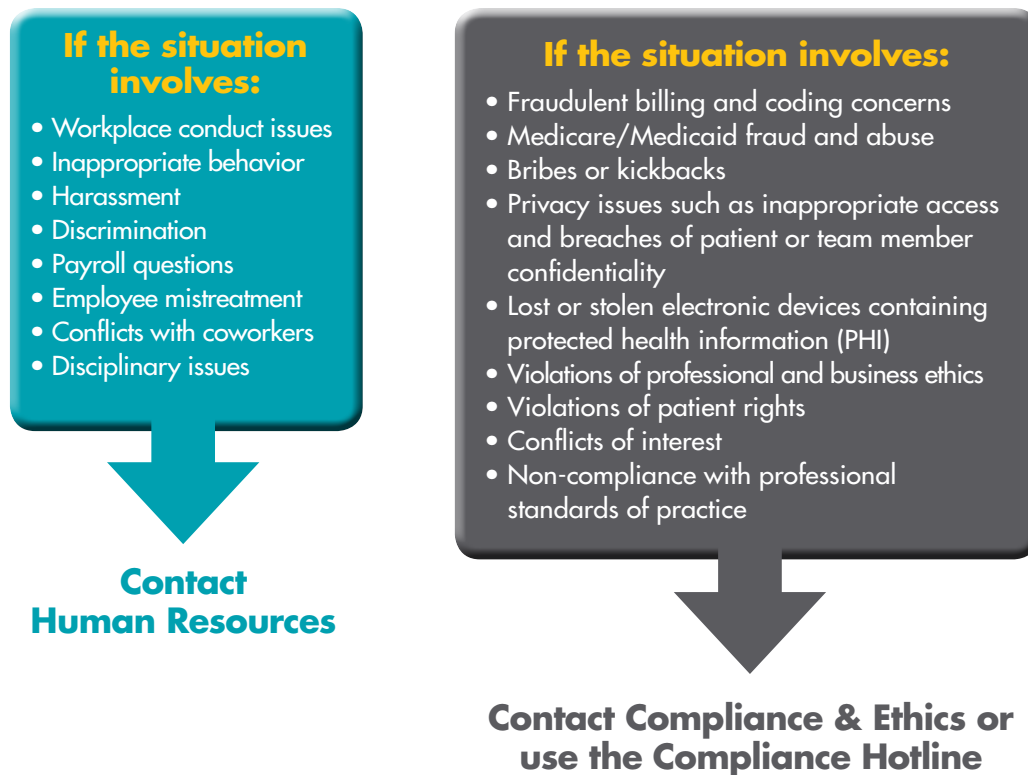 If the situation
involves:
• Workplace conduct issues
• Inappropriate behavior
• Harassment
• Discrimination
• Payroll questions
• Employee mistreatment
• Conflicts with coworkers
• Disciplinary issues
Contact
Human Resources
If the situation involves:
• Fraudulent billing and coding concerns
• Medicare/Medicaid fraud and abuse
• Bribes or kickbacks
• Privacy issues such as inappropriate access
and breaches of patient or team member
confidentiality
• Lost or stolen electronic devices containing
protected health information (PHI)
• Violations of professional and business ethics
• Violations of patient rights
• Conflicts of interest
• Non-compliance with professional
standards of practice
Contact Compliance & Ethics or
use the Compliance Hotline